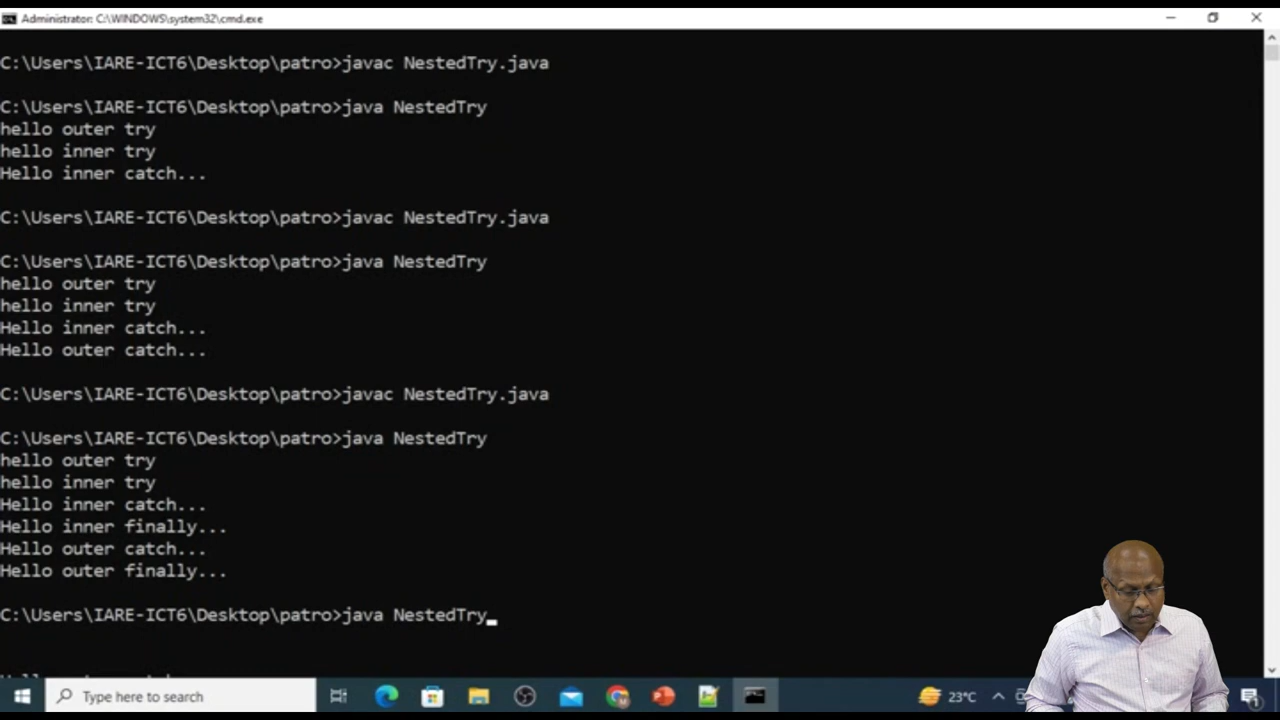 Administrator: C:\WINDOWS\system32\cmd.exe
C:\Users\IARE-ICT6\Desktop\patro>javac NestedTry.java
C:\Users\IARE-ICT6\Desktop\patro>java NestedTry
hello outer try
hello inner try
Hello inner catch...
C:\Users\IARE-ICT6\Desktop\patro>javac NestedTry.java
C:\Users\IARE-ICT6\Desktop\patro>java NestedTry
hello outer try
hello inner try
Hello inner catch...
Hello outer catch...
C:\Users\IARE-ICT6\Desktop\patro>javac NestedTry.java
C:\Users\IARE-ICT6\Desktop\patro>java NestedTry
hello outer try
hello inner try
Hello inner catch...
Hello inner finally...
Hello outer catch...
Hello outer finally...
C:\Users\IARE-ICT6\Desktop\patro>java NestedTry_
Type here to search
23°C